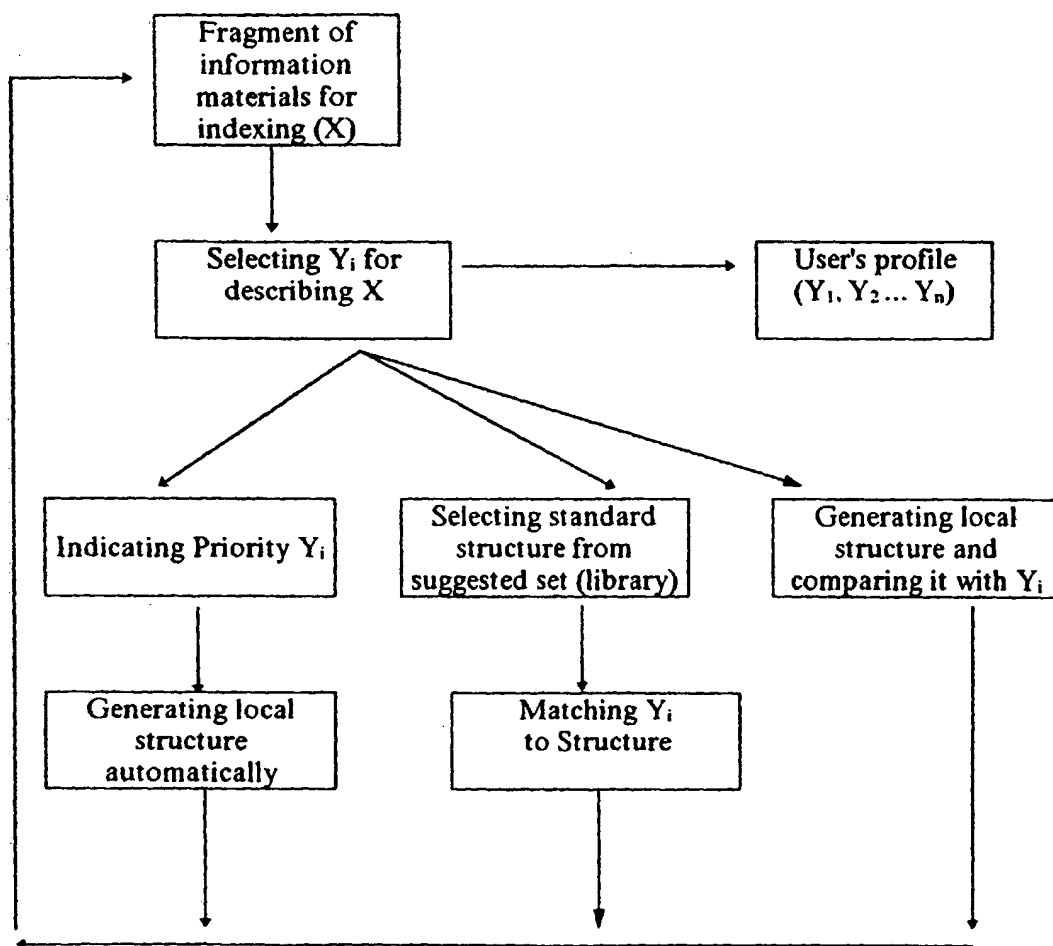 Fragment of
information
materials for
indexing (X)
Selecting Yᵢ for
describing X
User's profile
(Y₁, Y₂ ... Yₙ)
Indicating Priority Yᵢ
Selecting standard
structure from
suggested set (library)
Generating local
structure and
comparing it with Yᵢ
Generating local
structure
automatically
Matching Yᵢ
to Structure